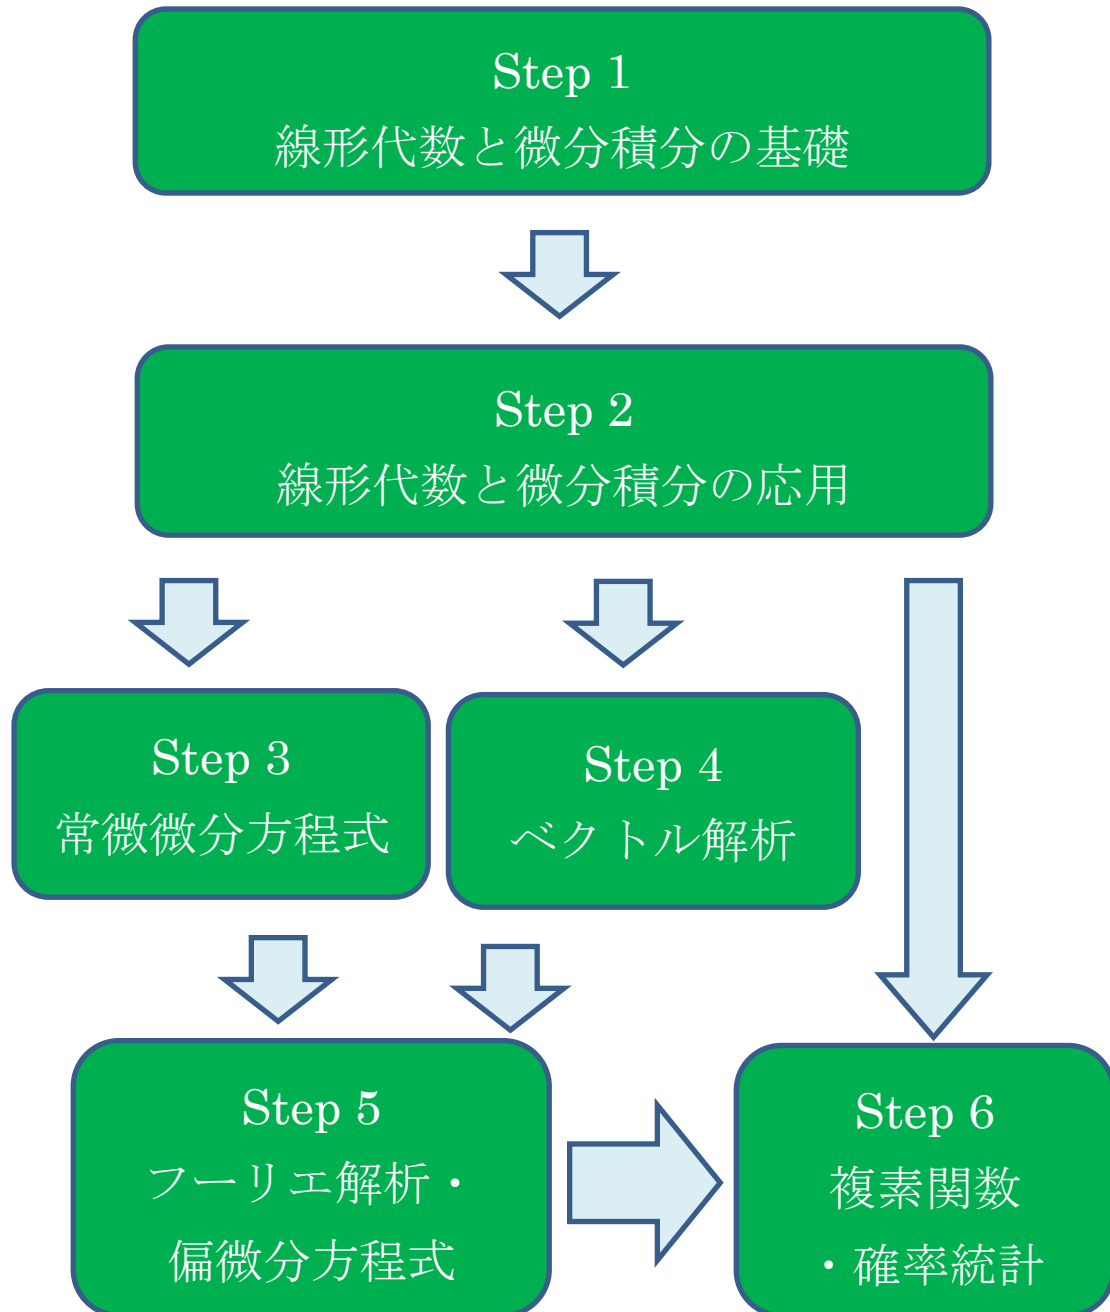 Step 1
線形代数と微分積分の基礎
Step 2
線形代数と微分積分の応用
Step 3
常微微分方程式
Step 4
ベクトル解析
Step 5
フーリエ解析・
偏微分方程式
Step 6
複素関数
・確率統計